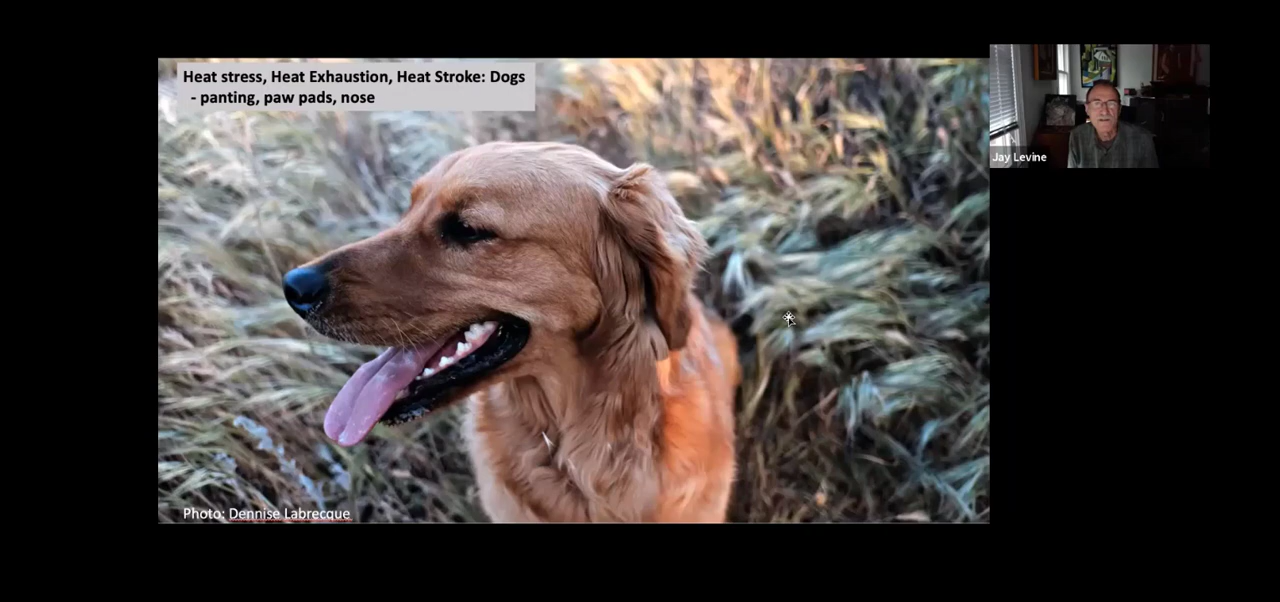 Heat stress, Heat Exhaustion, Heat Stroke: Dogs
- panting, paw pads, nose
Jay Levine
Photo: Dennise Labrecque